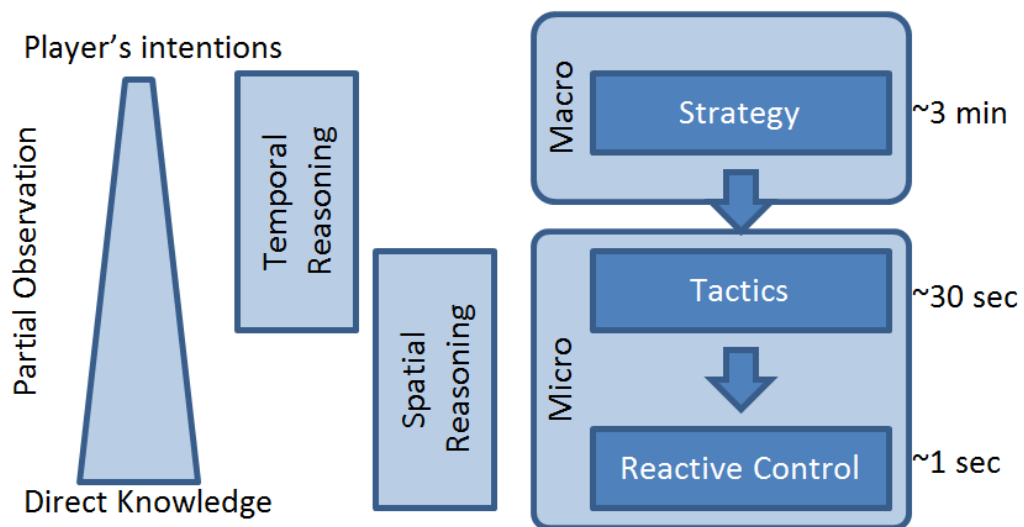 Player’s intentions
Partial Observation
Direct Knowledge
Temporal
Reasoning
Spatial
Reasoning
Macro
Strategy
~3 min
Micro
Tactics
~30 sec
Reactive Control
~1 sec